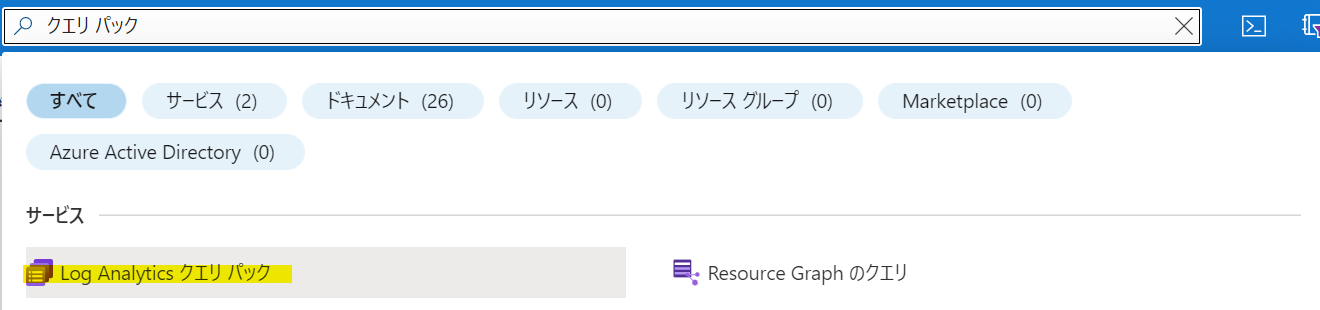 クエリ パック
すべて サービス (2) ドキュメント (26) リソース (0) リソース グループ (0) Marketplace (0)
Azure Active Directory (0)
サービス
Log Analytics クエリ パック Resource Graph のクエリ